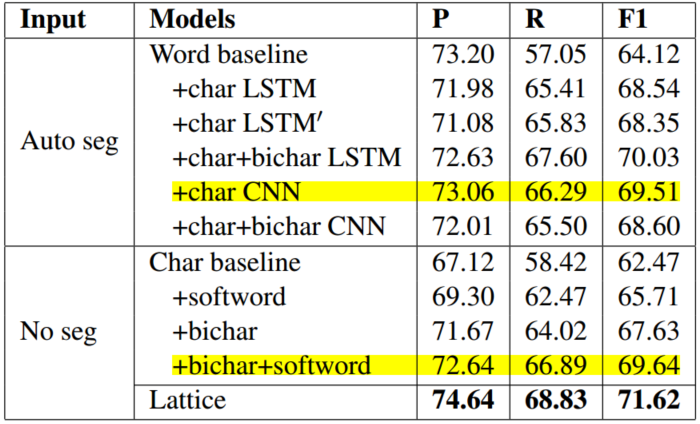 Input Models P R F1
Word baseline 73.20 57.05 64.12
+char LSTM 71.98 65.41 68.54
+char LSTM′ 71.08 65.83 68.35
Auto seg
+char+bichar LSTM 72.63 67.60 70.03
+char CNN 73.06 66.29 69.51
+char+bichar CNN 72.01 65.50 68.60
Char baseline 67.12 58.42 62.47
+softword 69.30 62.47 65.71
No seg +bichar 71.67 64.02 67.63
+bichar+softword 72.64 66.89 69.64
Lattice 74.64 68.83 71.62